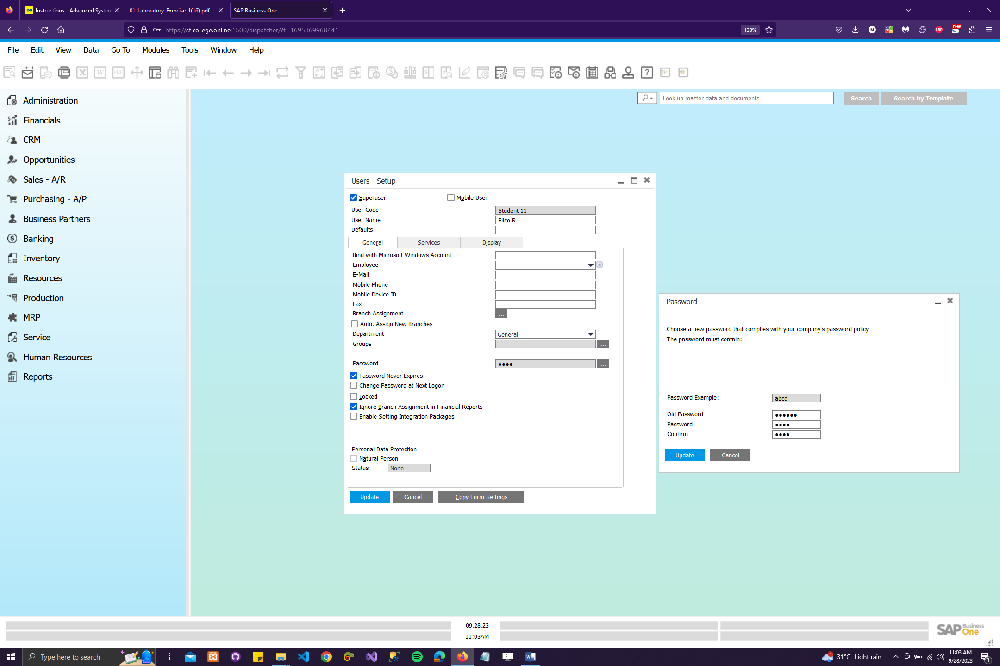 Instructions - Advanced System
01_Laboratory_Exercise_1(16).pdf
SAP Business One
https://sticollege.online:1500/dispatcher/?t=1695869968441
133%
New
ABP
File Edit View Data Go To Modules Tools Window Help
Look up master data and documents
Search
Search by Template
Administration
Financials
CRM
Opportunities
Sales - A/R
Purchasing - A/P
Business Partners
Banking
Inventory
Resources
Production
MRP
Service
Human Resources
Reports
Users - Setup
Superuser
Mobile User
User Code Student 11
User Name Elico R
Defaults
General Services Display
Bind with Microsoft Windows Account
Employee
E-Mail
Mobile Phone
Mobile Device ID
Fax
Branch Assignment ...
Auto. Assign New Branches
Department General
Groups ...
Password ●●●● ...
Password Never Expires
Change Password at Next Logon
Locked
Ignore Branch Assignment in Financial Reports
Enable Setting Integration Packages
Personal Data Protection
Natural Person
Status None
Update Cancel Copy Form Settings
Password
Choose a new password that complies with your company's password policy
The password must contain:
Password Example: abcd
Old Password ●●●●●●
Password ●●●●
Confirm ●●●●
Update Cancel
09.28.23
11:03AM
SAP Business One
Type here to search
31°C Light rain
11:03 AM
9/28/2023